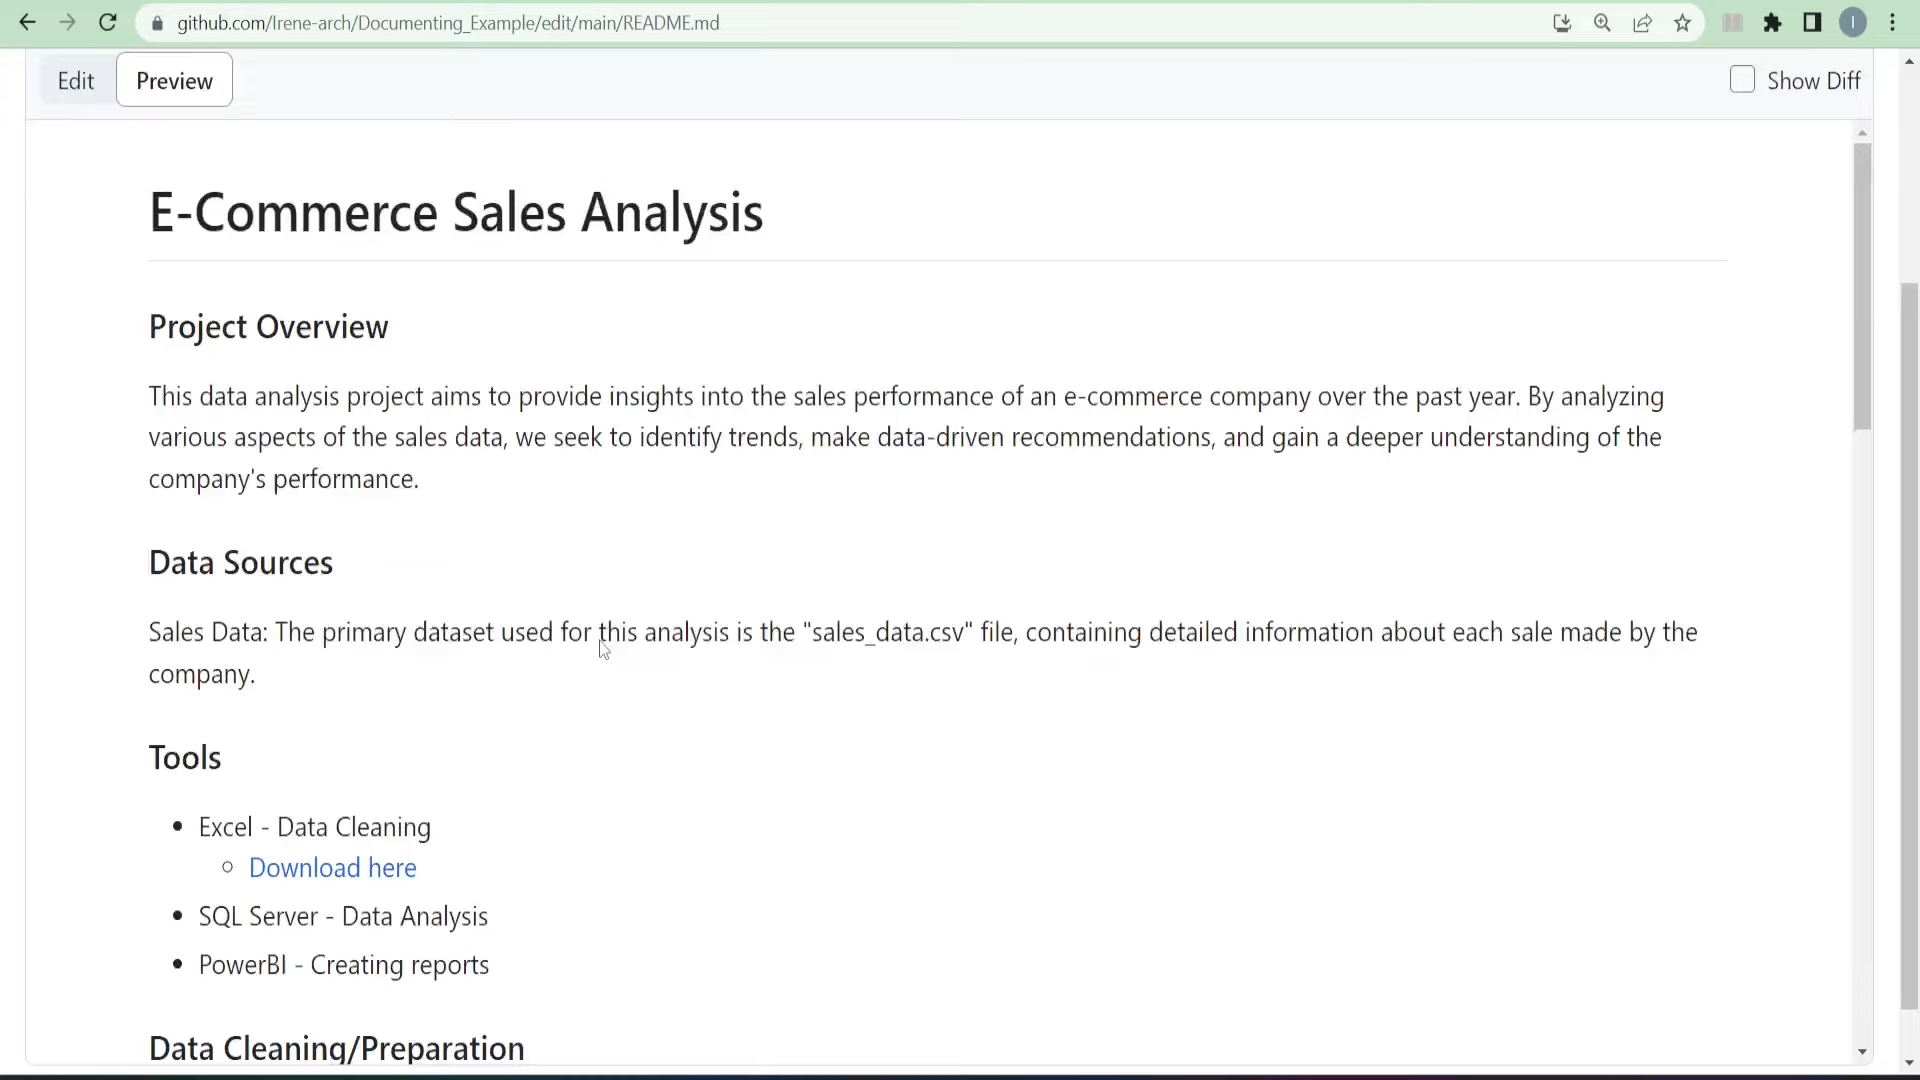 github.com/Irene-arch/Documenting_Example/edit/main/README.md
I
Edit
Preview
Show Diff
E-Commerce Sales Analysis
Project Overview
This data analysis project aims to provide insights into the sales performance of an e-commerce company over the past year. By analyzing
various aspects of the sales data, we seek to identify trends, make data-driven recommendations, and gain a deeper understanding of the
company's performance.
Data Sources
Sales Data: The primary dataset used for this analysis is the "sales_data.csv" file, containing detailed information about each sale made by the
company.
Tools
• Excel - Data Cleaning
◦ Download here
• SQL Server - Data Analysis
• PowerBI - Creating reports
Data Cleaning/Preparation